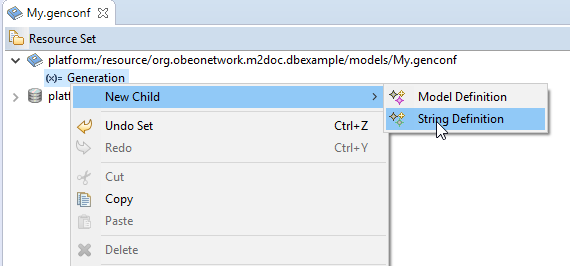 My.genconf
Resource Set
platform:/resource/org.obeonetwork.m2doc.dbexample/models/My.genconf
(x)= Generation
platf
New Child
Model Definition
String Definition
Undo Set Ctrl+Z
Redo Ctrl+Y
Cut
Copy
Paste
Delete